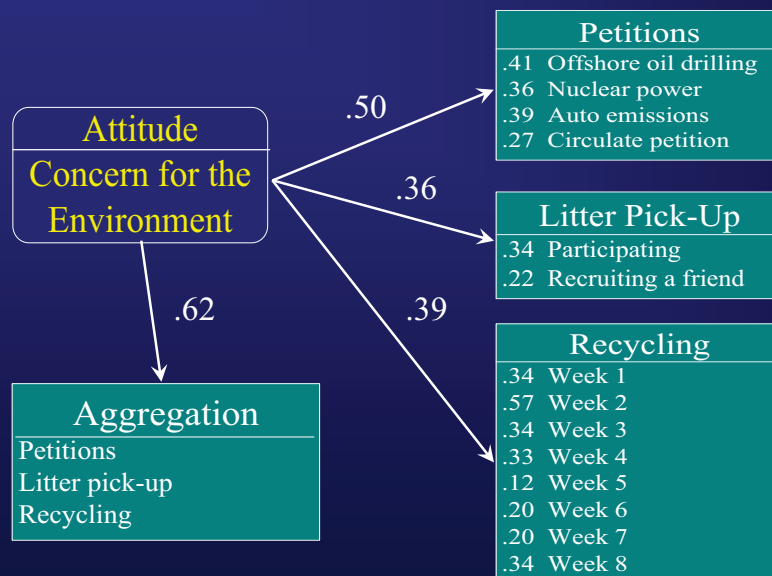 Attitude
Concern for the
Environment
.50
.36
.39
.62
Petitions
.41 Offshore oil drilling
.36 Nuclear power
.39 Auto emissions
.27 Circulate petition
Litter Pick-Up
.34 Participating
.22 Recruiting a friend
Recycling
.34 Week 1
.57 Week 2
.34 Week 3
.33 Week 4
.12 Week 5
.20 Week 6
.20 Week 7
.34 Week 8
Aggregation
Petitions
Litter pick-up
Recycling